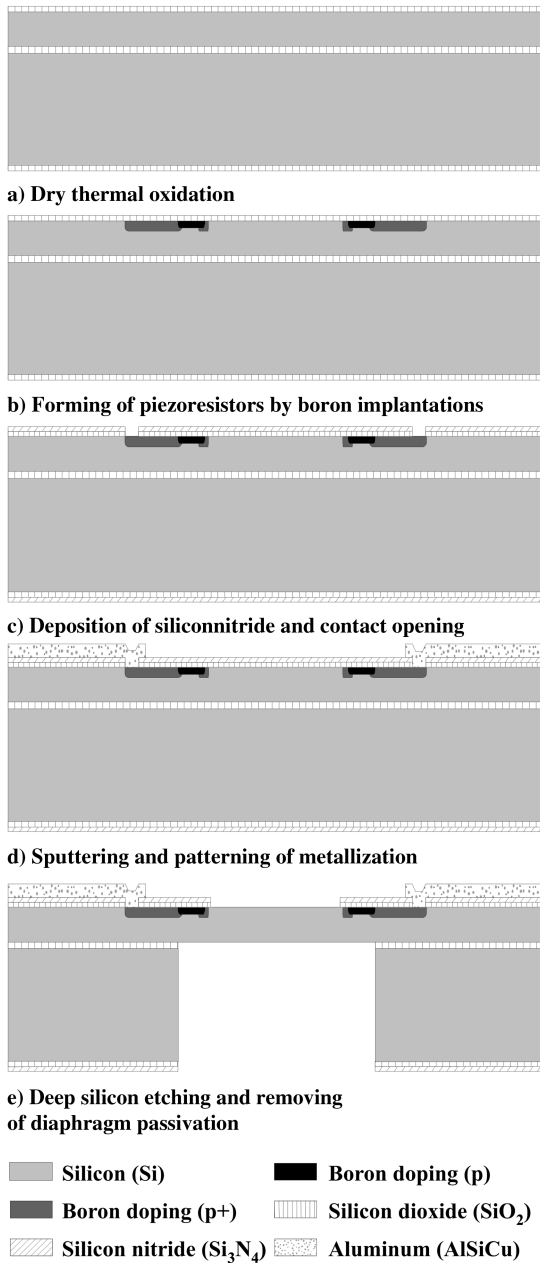 a) Dry thermal oxidation
b) Forming of piezoresistors by boron implantations
c) Deposition of siliconnitride and contact opening
d) Sputtering and patterning of metallization
e) Deep silicon etching and removing
of diaphragm passivation
Silicon (Si)
Boron doping (p)
Boron doping (p+)
Silicon dioxide (SiO₂)
Silicon nitride (Si₃N₄)
Aluminum (AlSiCu)